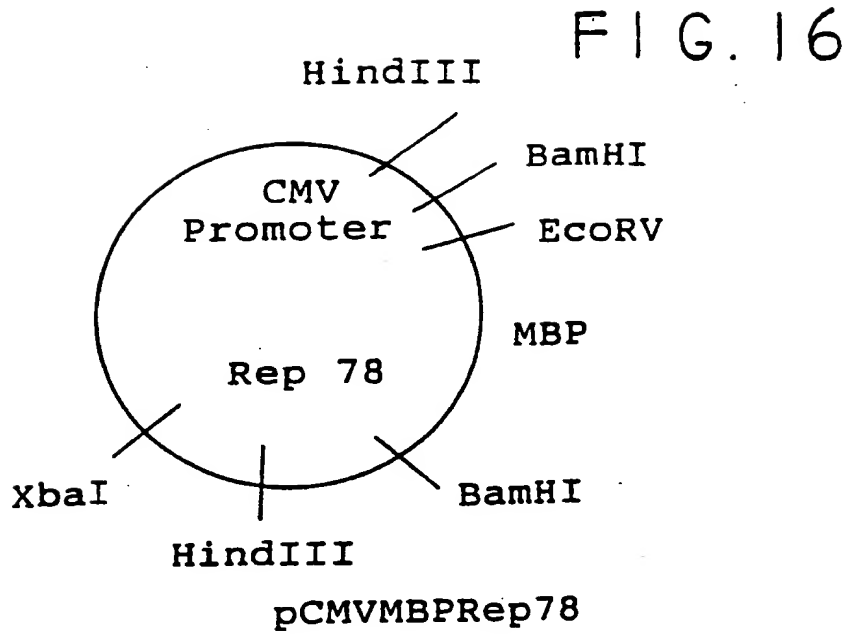 FIG. 16
HindIII
BamHI
CMV
Promoter
EcoRV
MBP
Rep 78
XbaI
BamHI
HindIII
pCMVMBPRep78